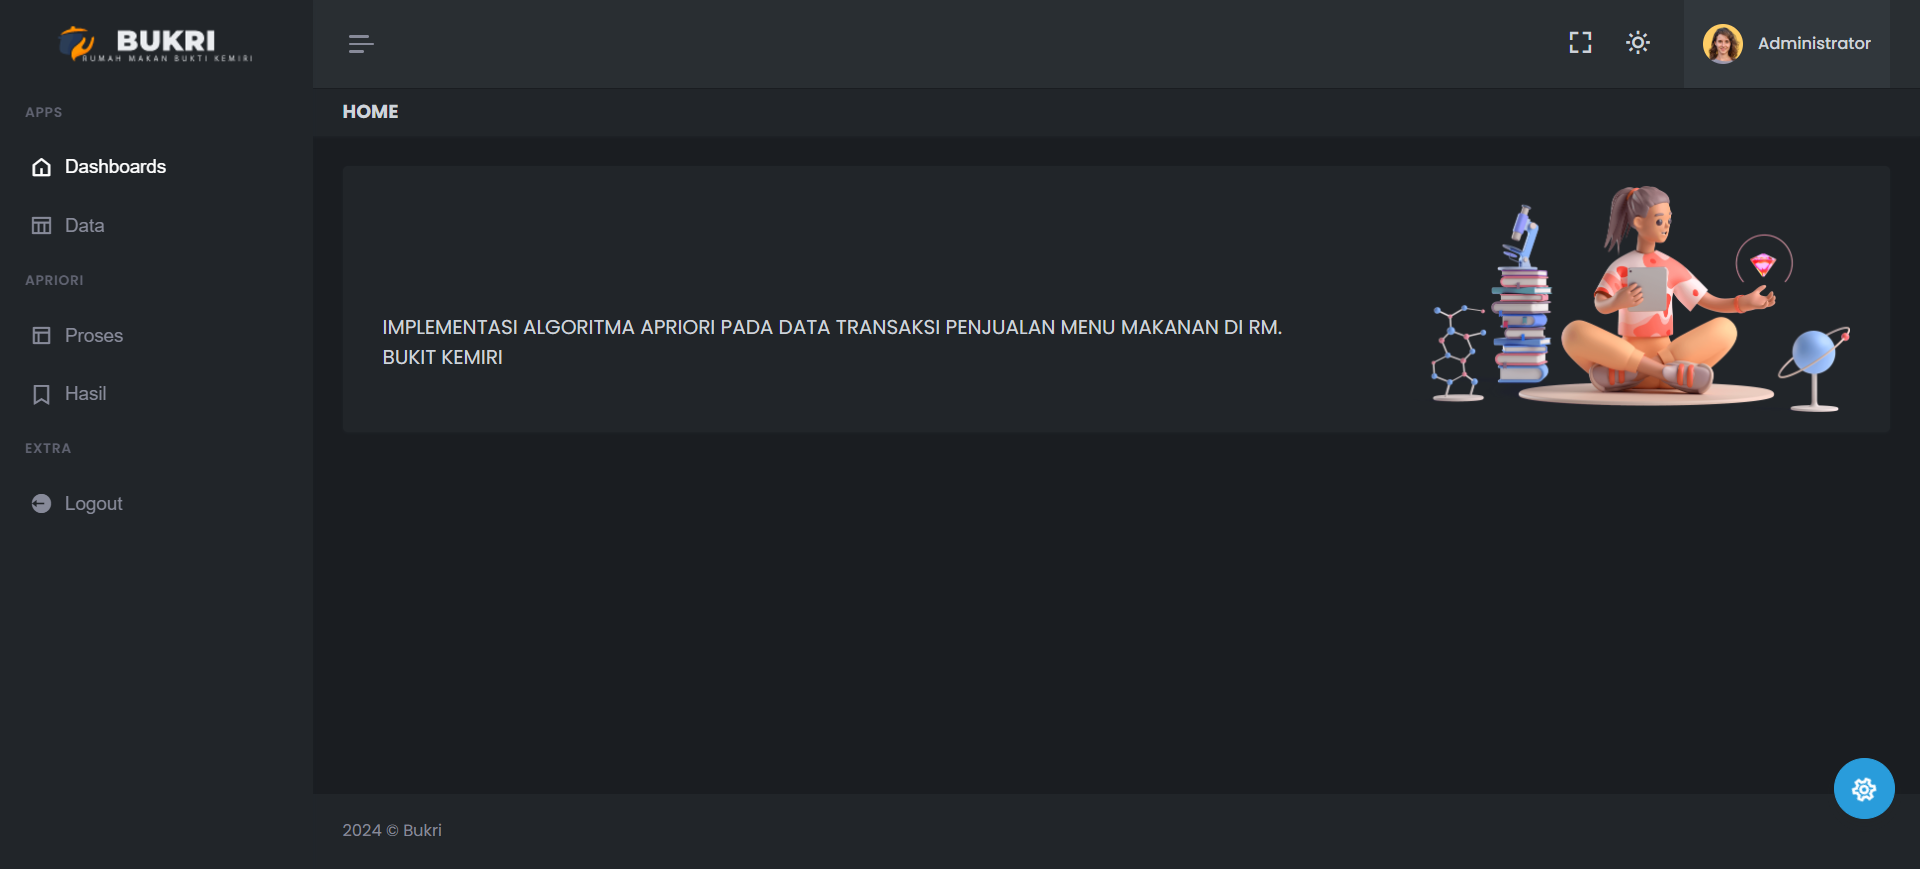 BUKRI
RUMAH MAKAN BUKTI KEMIRI
Administrator
APPS
HOME
Dashboards
Data
APRIORI
Proses
Hasil
EXTRA
Logout
IMPLEMENTASI ALGORITMA APRIORI PADA DATA TRANSAKSI PENJUALAN MENU MAKANAN DI RM.
BUKIT KEMIRI
2024 © Bukri